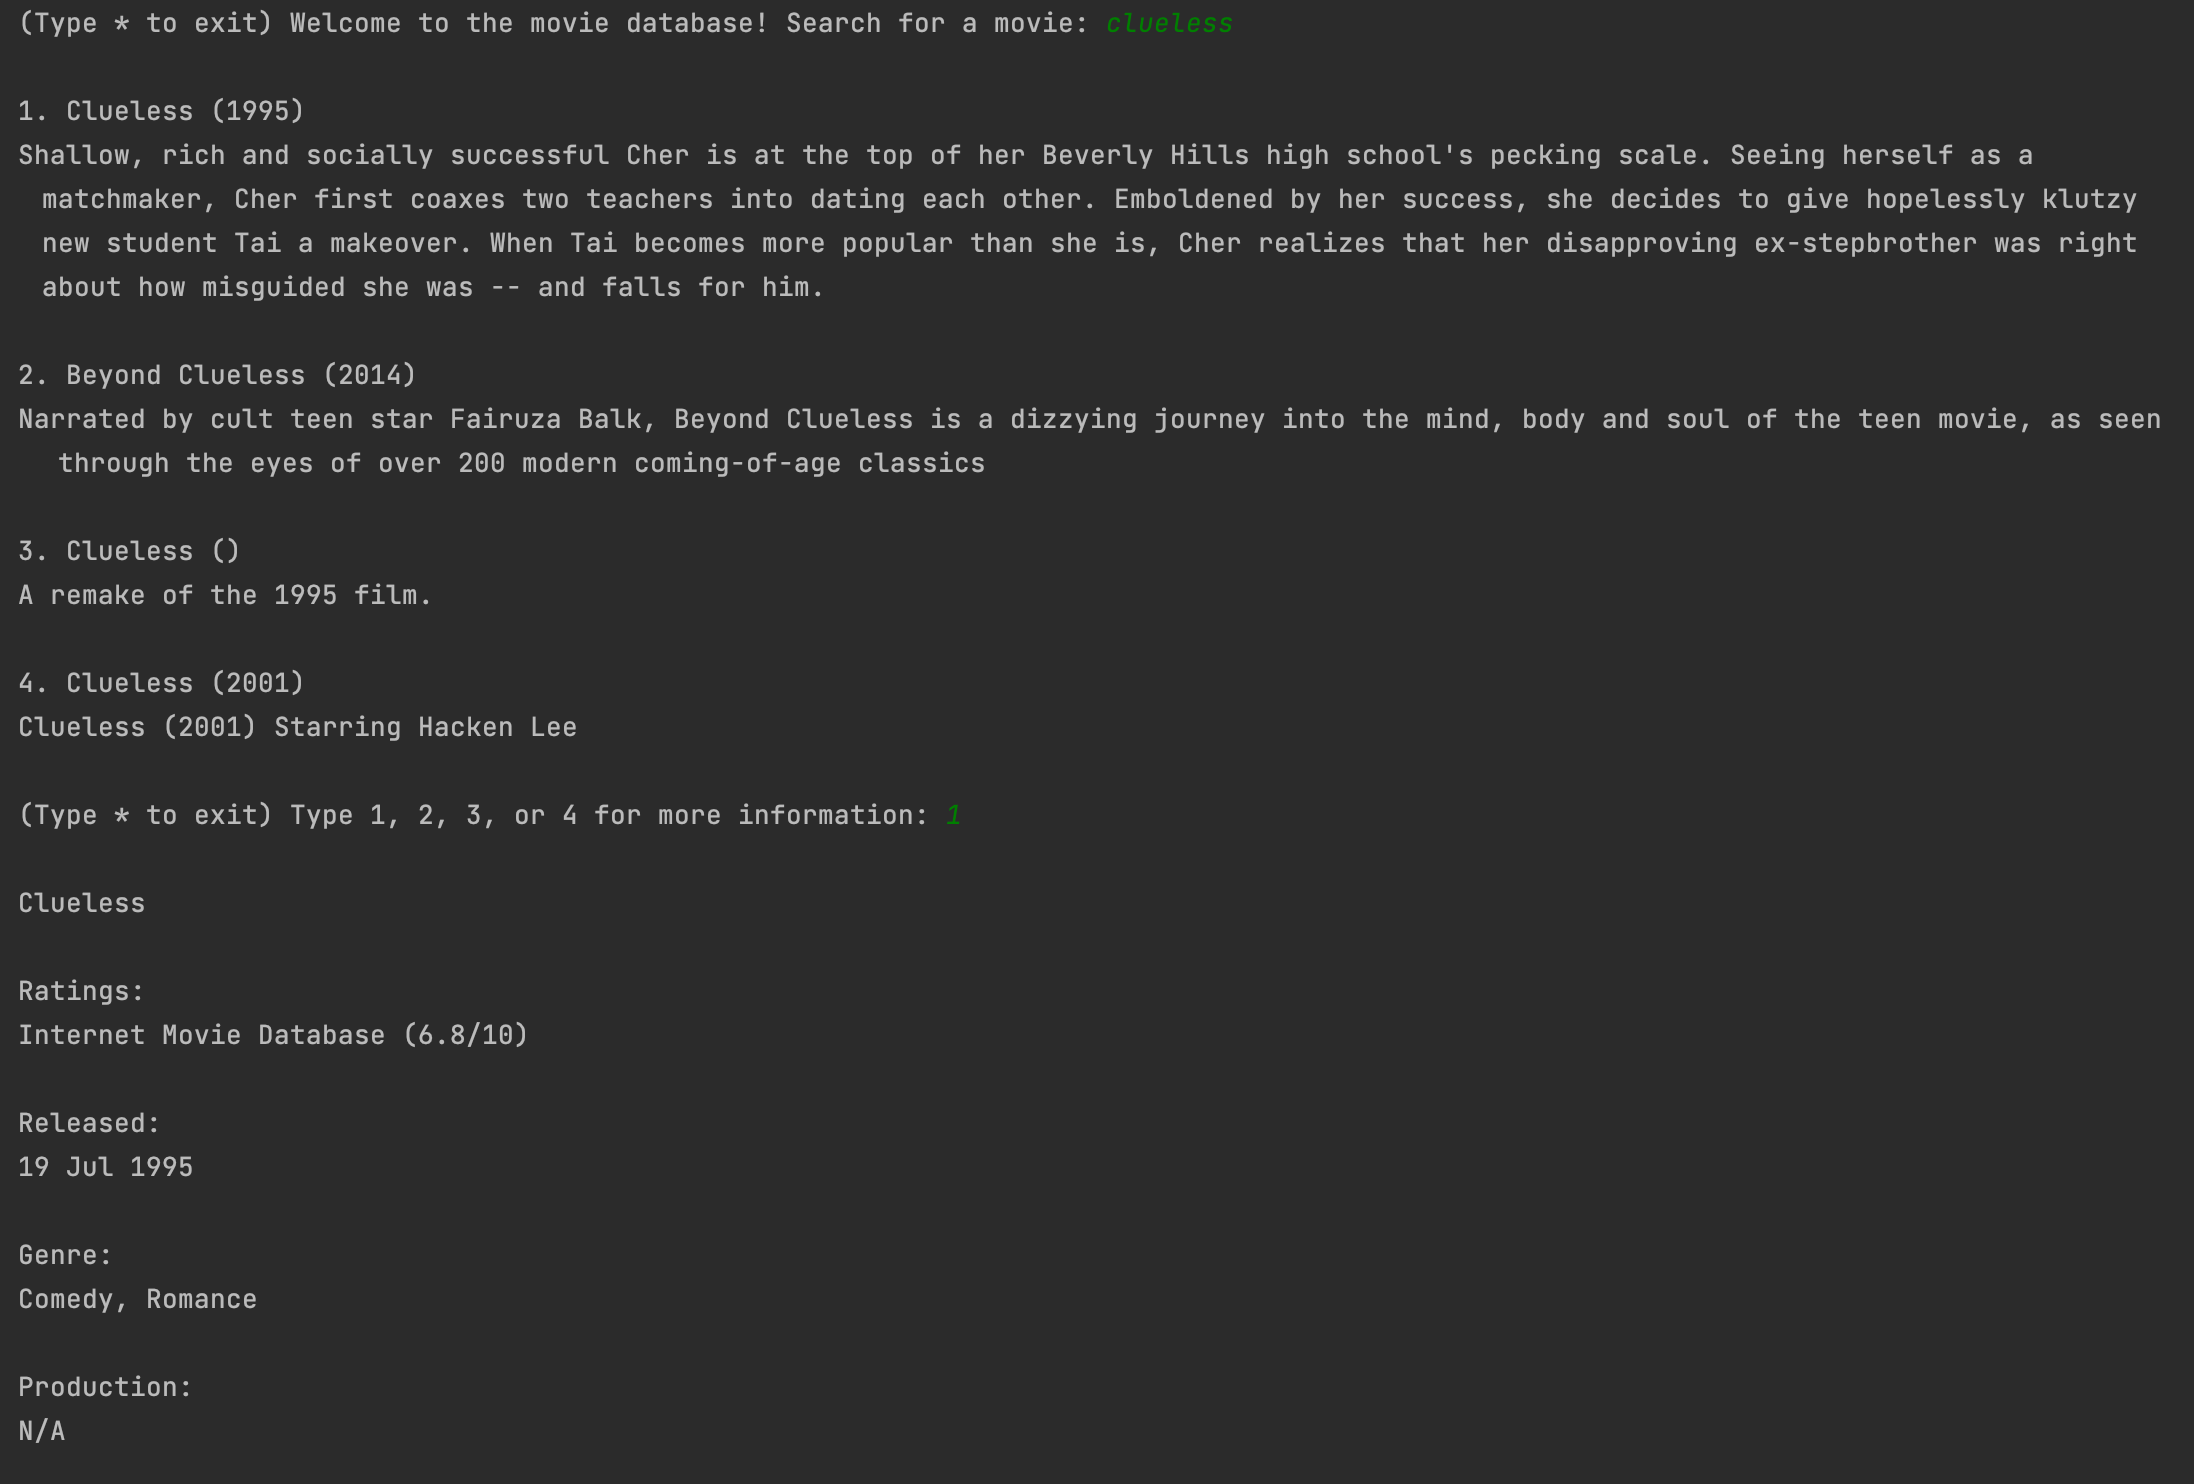 (Type * to exit) Welcome to the movie database! Search for a movie: clueless
1. Clueless (1995)
Shallow, rich and socially successful Cher is at the top of her Beverly Hills high school's pecking scale. Seeing herself as a
matchmaker, Cher first coaxes two teachers into dating each other. Emboldened by her success, she decides to give hopelessly klutzy
new student Tai a makeover. When Tai becomes more popular than she is, Cher realizes that her disapproving ex-stepbrother was right
about how misguided she was -- and falls for him.
2. Beyond Clueless (2014)
Narrated by cult teen star Fairuza Balk, Beyond Clueless is a dizzying journey into the mind, body and soul of the teen movie, as seen
through the eyes of over 200 modern coming-of-age classics
3. Clueless ()
A remake of the 1995 film.
4. Clueless (2001)
Clueless (2001) Starring Hacken Lee
(Type * to exit) Type 1, 2, 3, or 4 for more information: 1
Clueless
Ratings:
Internet Movie Database (6.8/10)
Released:
19 Jul 1995
Genre:
Comedy, Romance
Production:
N/A